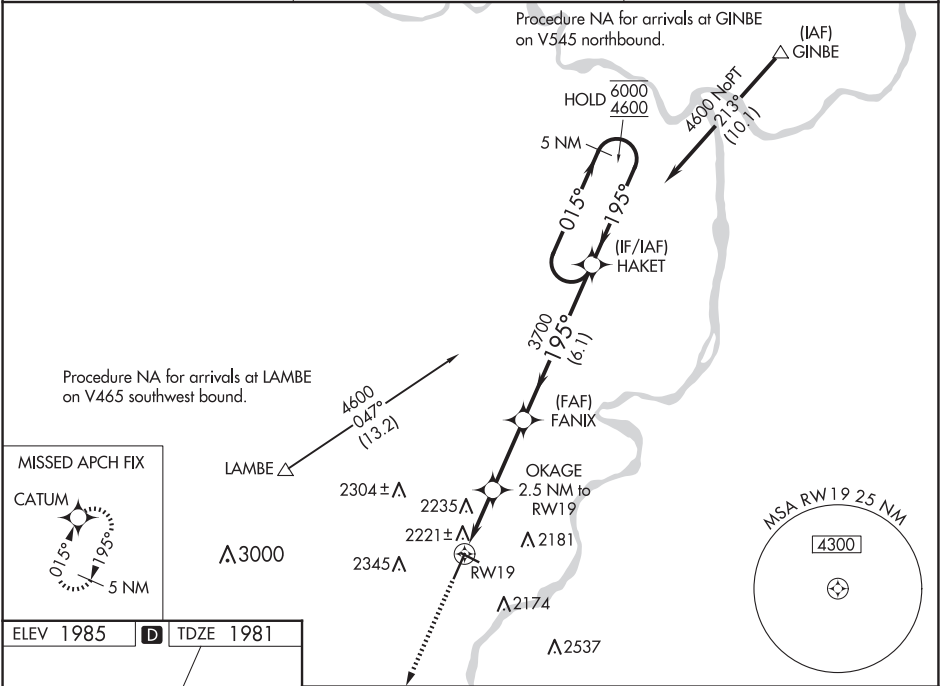 Procedure NA for arrivals at GINBE
on V545 northbound.
(IAF)
GINBE
4600 NoPT
213°
(10.1)
HOLD 6000
4600
5 NM
015°
195°
(IF/IAF)
HAKET
3700
195°
(6.1)
Procedure NA for arrivals at LAMBE
on V465 southwest bound.
4600
047°
(13.2)
LAMBE
(FAF)
FANIX
OKAGE
2.5 NM to
RW19
MISSED APCH FIX
CATUM
015°
195°
5 NM
2304±
2235
2221±
2181
3000
2345
RW19
2174
2537
MSA RW19 25 NM
4300
ELEV 1985 D TDZE 1981